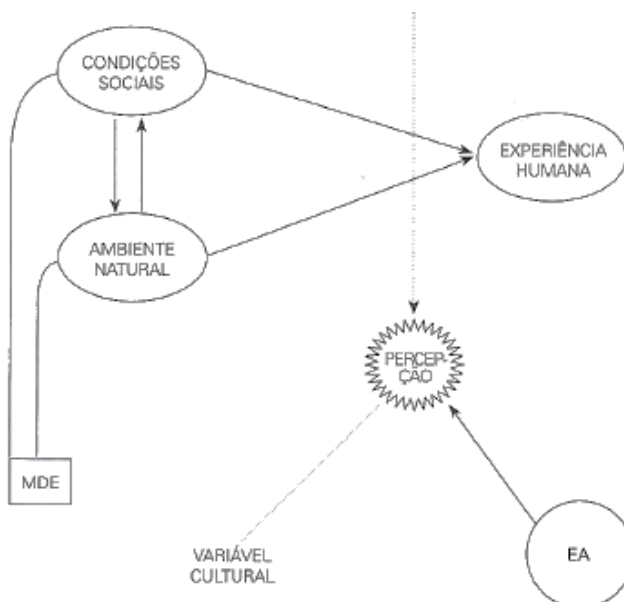 CONDIÇÕES
SOCIAIS
EXPERIÊNCIA
HUMANA
AMBIENTE
NATURAL
PERCEP-
ÇÃO
MDE
VARIÁVEL
CULTURAL
EA